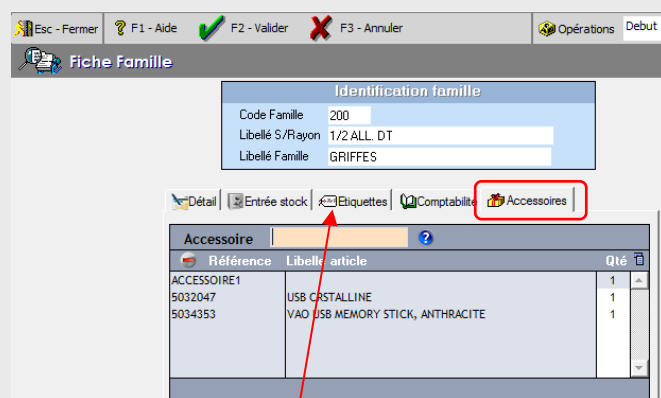 Esc - Fermer ? F1 - Aide F2 - Valider F3 - Annuler Opérations Debut
Fiche Famille
Identification famille
Code Famille 200
Libellé S/Rayon 1/2 ALL. DT
Libellé Famille GRIFFES
Détail Entrée stock Etiquettes Comptabilité Accessoires
Accessoire ?
Référence Libelle article Qté
ACCESSOIRE1 1
5032047 USB CRSTALLINE 1
5034353 VAO USB MEMORY STICK, ANTHRACITE 1